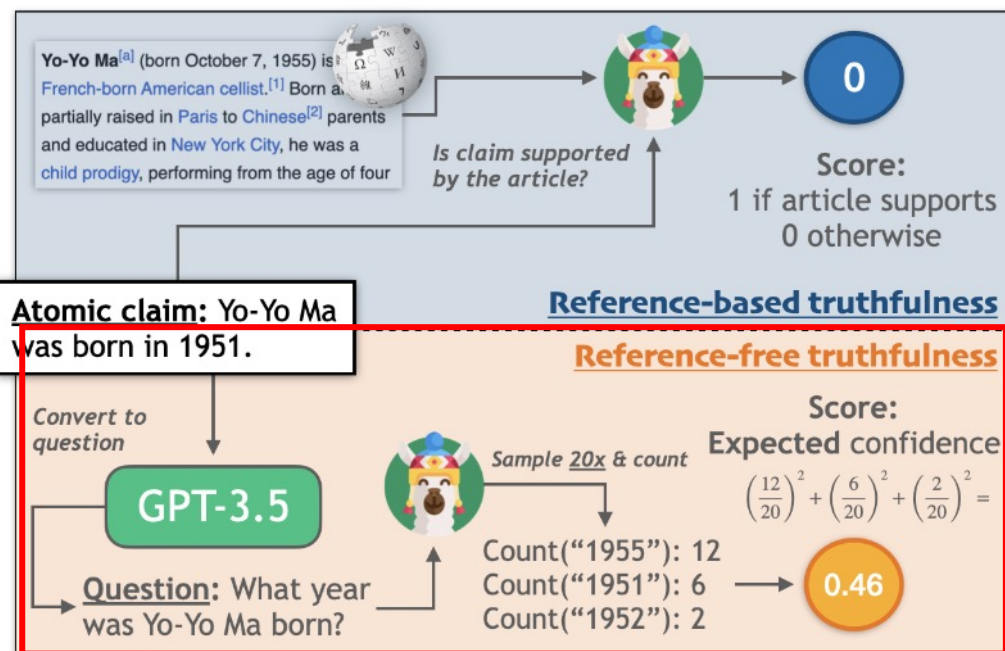 Yo-Yo Ma[a] (born October 7, 1955) is
French-born American cellist.[1] Born a
partially raised in Paris to Chinese[2] parents
and educated in New York City, he was a
child prodigy, performing from the age of four
Ω W И
Is claim supported
by the article?
0
Score:
1 if article supports
0 otherwise
Reference-based truthfulness
Atomic claim: Yo-Yo Ma
was born in 1951.
Reference-free truthfulness
Convert to
question
GPT-3.5
Question: What year
was Yo-Yo Ma born?
Sample 20x & count
Count("1955"): 12
Count("1951"): 6
Count("1952"): 2
Score:
Expected confidence
(12/20)² + (6/20)² + (2/20)² =
0.46